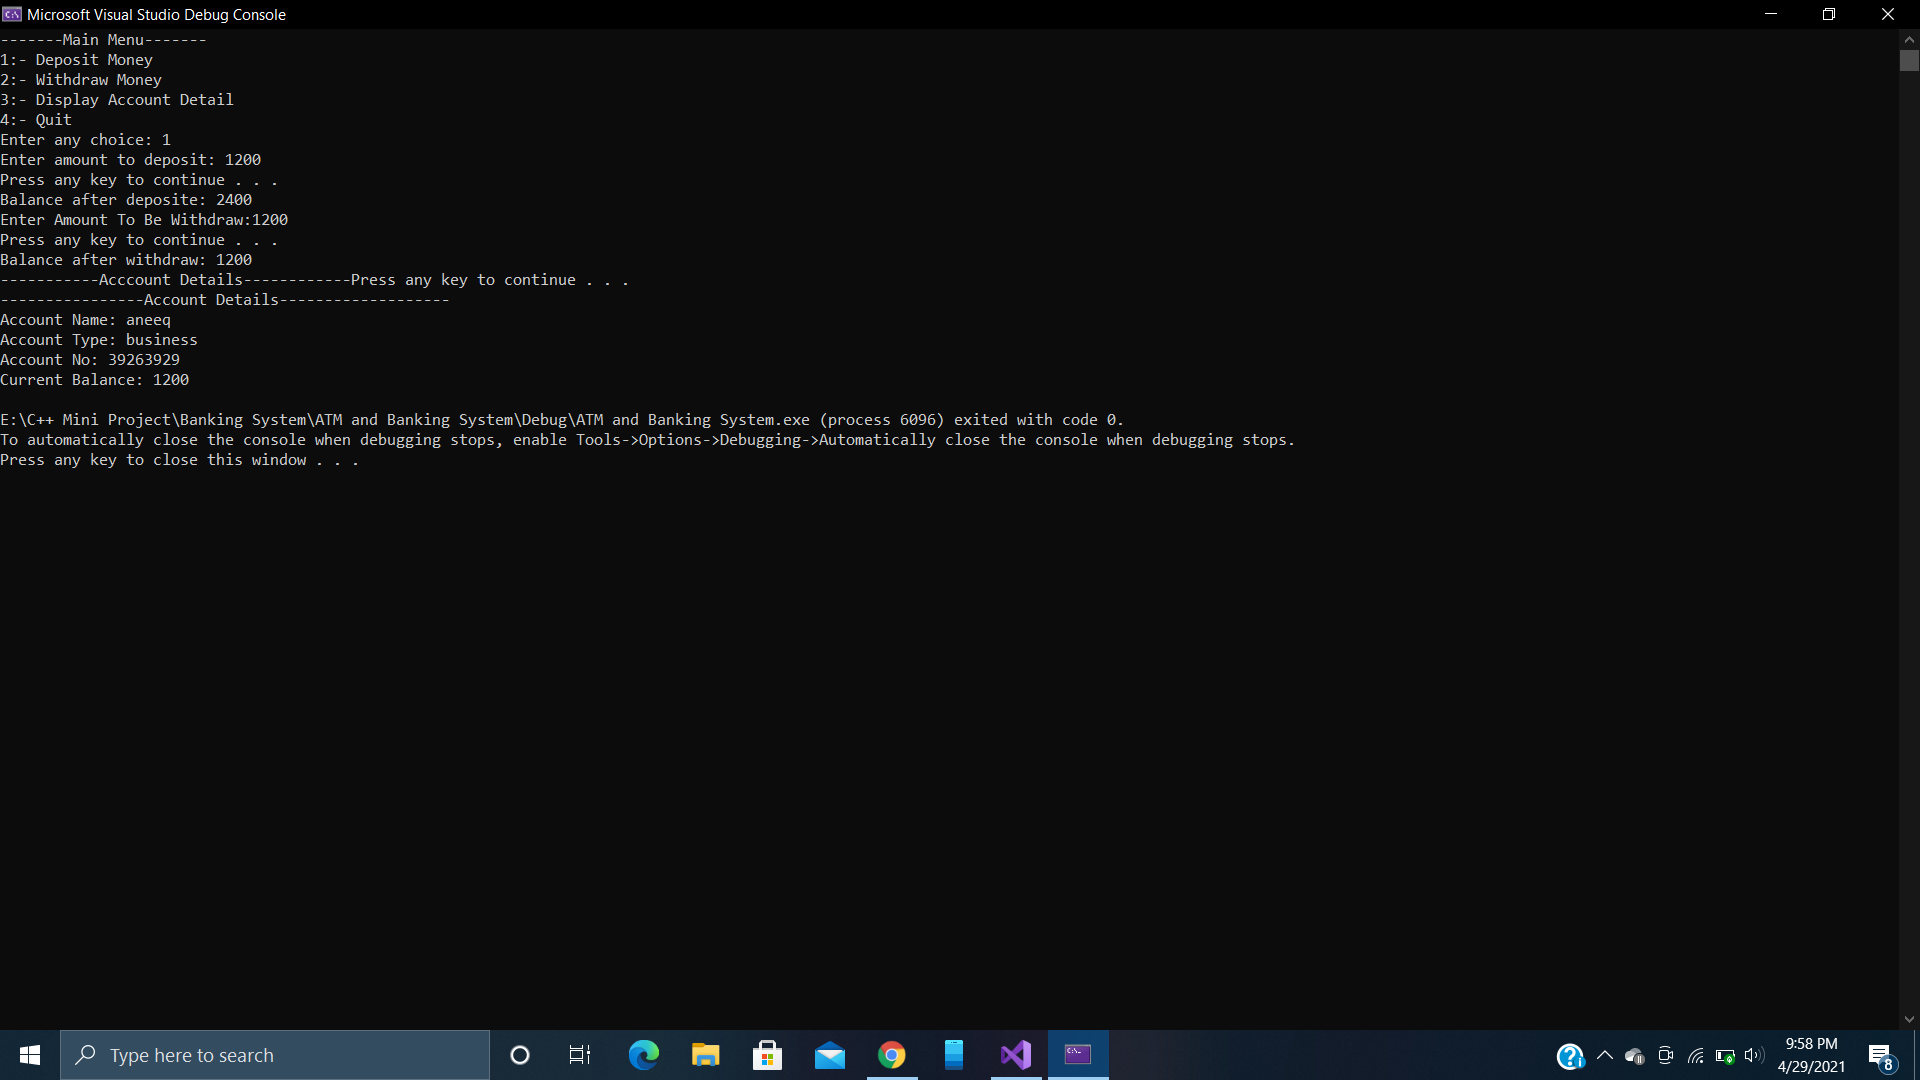 Microsoft Visual Studio Debug Console
-------Main Menu-------
1:- Deposit Money
2:- Withdraw Money
3:- Display Account Detail
4:- Quit
Enter any choice: 1
Enter amount to deposit: 1200
Press any key to continue . . .
Balance after deposite: 2400
Enter Amount To Be Withdraw:1200
Press any key to continue . . .
Balance after withdraw: 1200
-----------Acccount Details------------Press any key to continue . . .
----------------Account Details-------------------
Account Name: aneeq
Account Type: business
Account No: 39263929
Current Balance: 1200
E:\C++ Mini Project\Banking System\ATM and Banking System\Debug\ATM and Banking System.exe (process 6096) exited with code 0.
To automatically close the console when debugging stops, enable Tools->Options->Debugging->Automatically close the console when debugging stops.
Press any key to close this window . . .
Type here to search
9:58 PM
4/29/2021
8